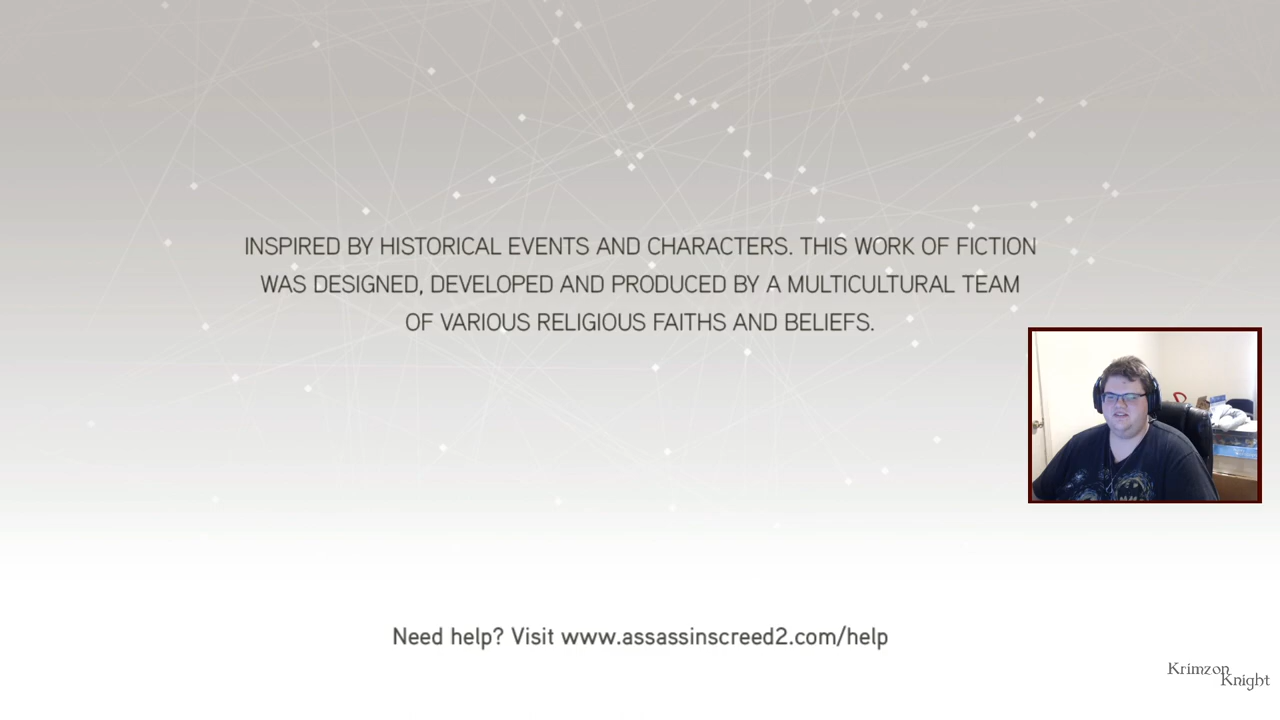 INSPIRED BY HISTORICAL EVENTS AND CHARACTERS. THIS WORK OF FICTION
WAS DESIGNED, DEVELOPED AND PRODUCED BY A MULTICULTURAL TEAM
OF VARIOUS RELIGIOUS FAITHS AND BELIEFS.
Need help? Visit www.assassinscreed2.com/help
Krimzon
Knight